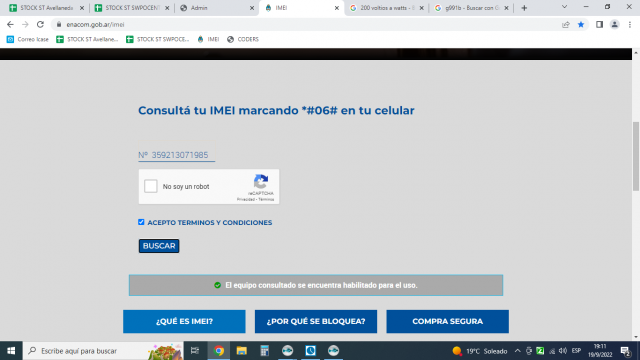 STOCK ST Avellaned
STOCK ST SWPOCENT
Admin
IMEI
200 voltios a watts -
g991b - Buscar con G
enacom.gob.ar/imei
Correo Icase
STOCK ST Avellane...
STOCK ST SWPOCE...
IMEI
CODERS
Consultá tu IMEI marcando *#06# en tu celular
Nº 359213071985
No soy un robot
reCAPTCHA
Privacidad - Términos
ACEPTO TERMINOS Y CONDICIONES
BUSCAR
El equipo consultado se encuentra habilitado para el uso.
¿QUÉ ES IMEI?
¿POR QUÉ SE BLOQUEA?
COMPRA SEGURA
Escribe aquí para buscar
19°C Soleado
ESP
19:11
19/9/2022